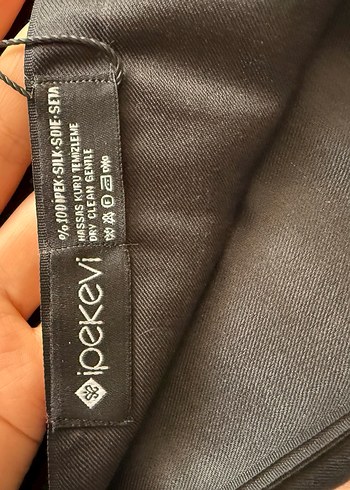 %100 İPEK·SILK·SOIE·SETA
HASSAS KURU TEMİZLEME
DRY CLEAN GENTLE
ipekevi